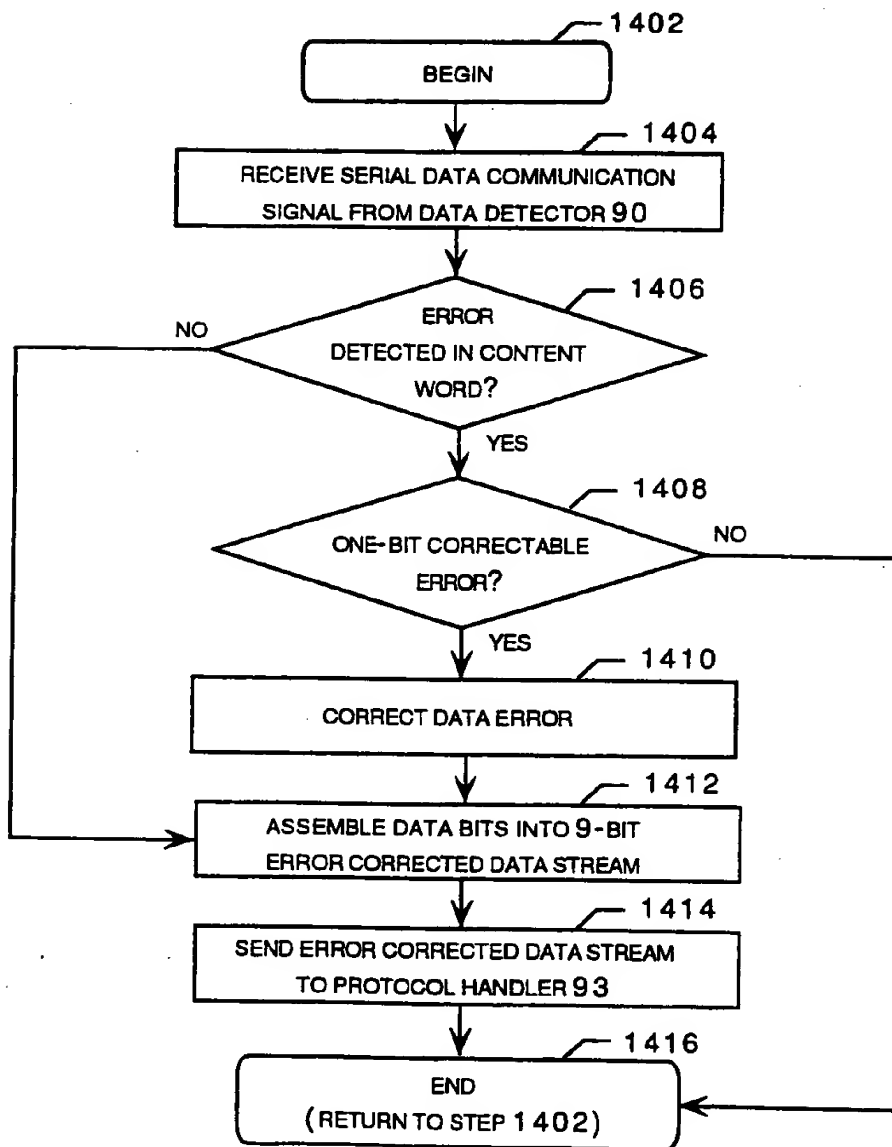 1402
BEGIN
1404
RECEIVE SERIAL DATA COMMUNICATION
SIGNAL FROM DATA DETECTOR 90
1406
NO
ERROR
DETECTED IN CONTENT
WORD?
YES
1408
NO
ONE-BIT CORRECTABLE
ERROR?
YES
1410
CORRECT DATA ERROR
1412
ASSEMBLE DATA BITS INTO 9-BIT
ERROR CORRECTED DATA STREAM
1414
SEND ERROR CORRECTED DATA STREAM
TO PROTOCOL HANDLER 93
1416
END
(RETURN TO STEP 1402)